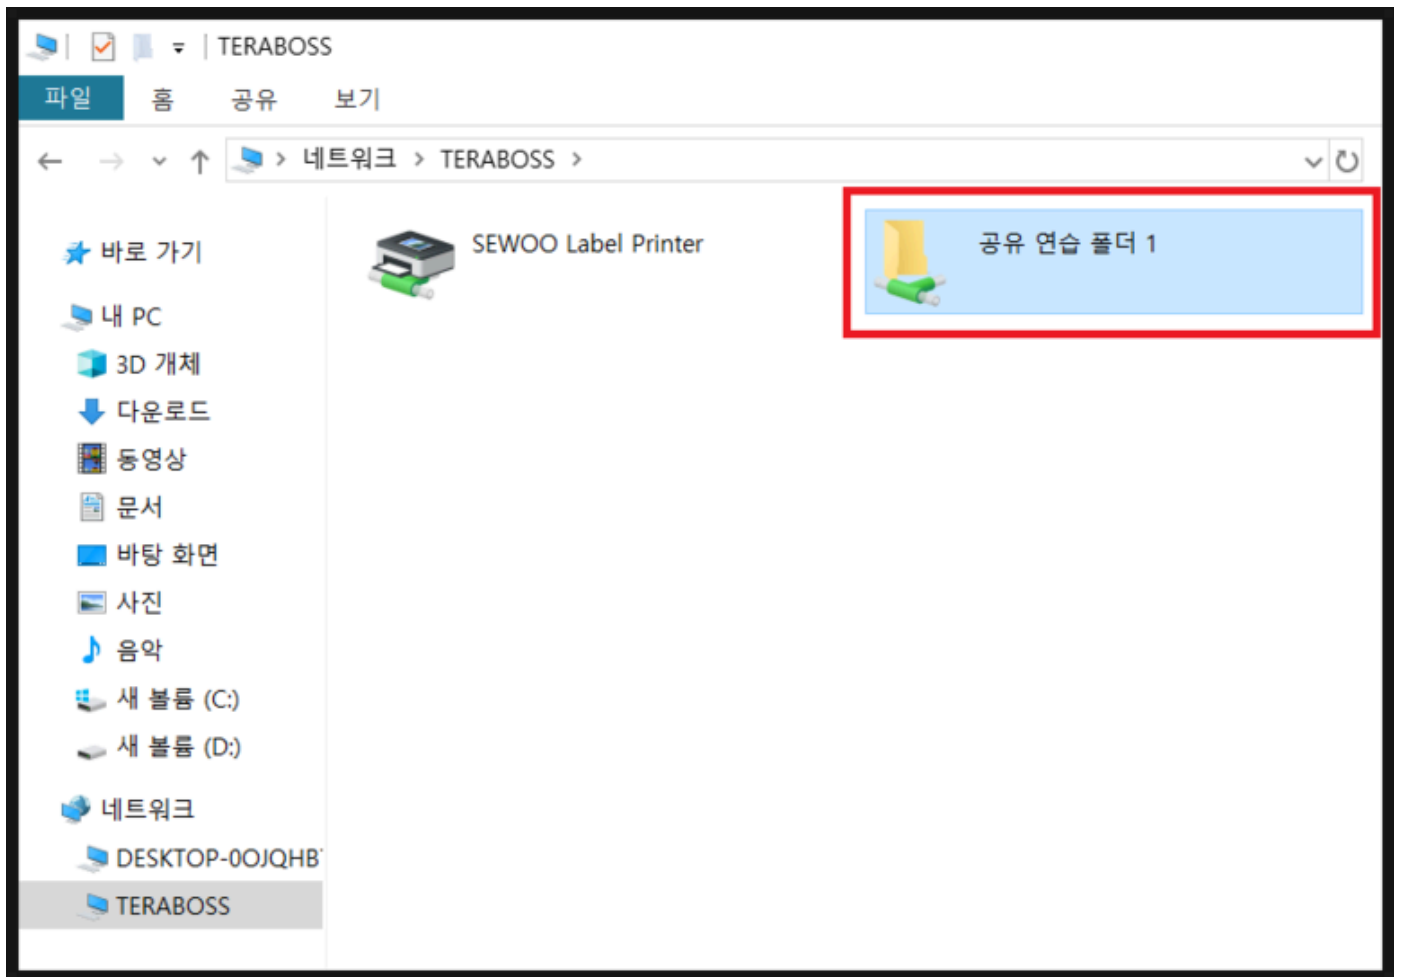 TERABOSS
파일 홈 공유 보기
네트워크 > TERABOSS >
SEWOO Label Printer
공유 연습 폴더 1
바로 가기
내 PC
3D 개체
다운로드
동영상
문서
바탕 화면
사진
음악
새 볼륨 (C:)
새 볼륨 (D:)
네트워크
DESKTOP-0OJQHB
TERABOSS